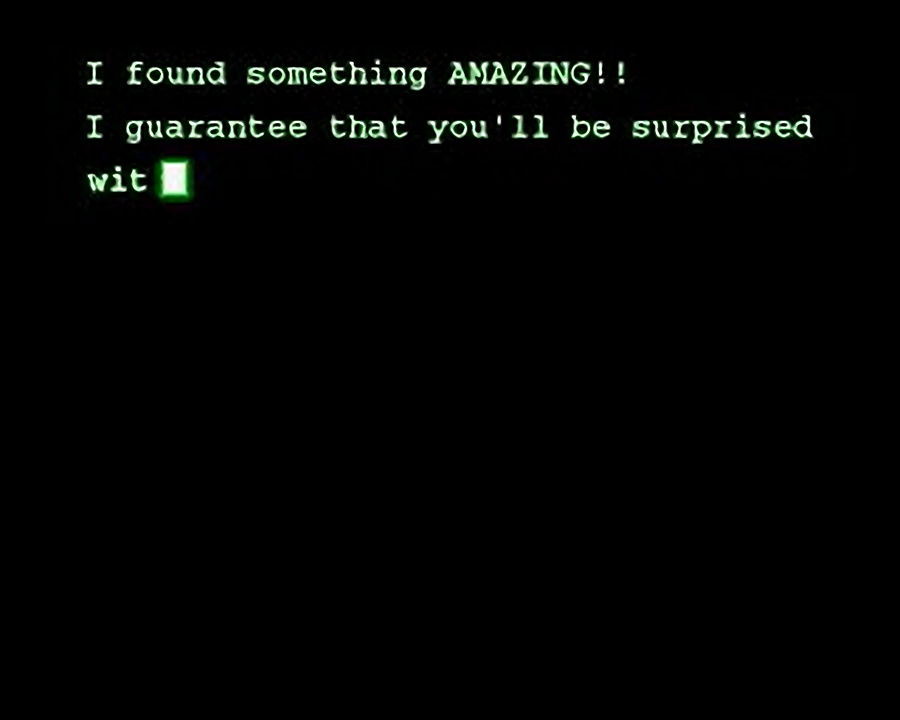 I found something AMAZING!!
I guarantee that you'll be surprised
wit